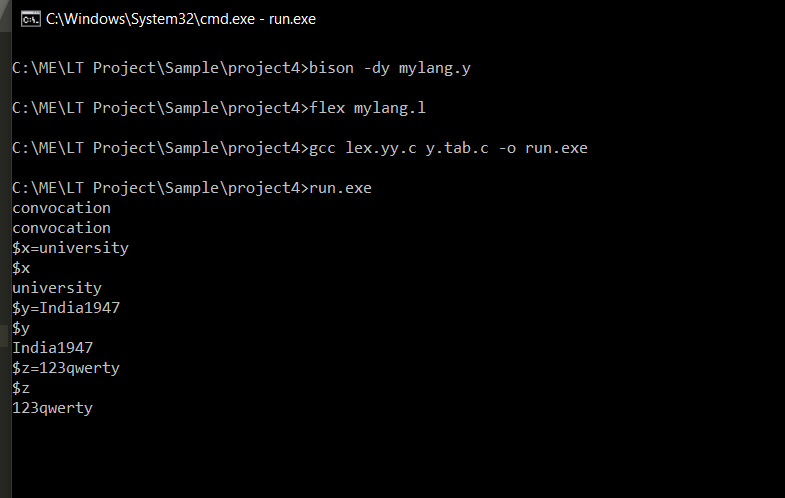 C:\Windows\System32\cmd.exe - run.exe
C:\ME\LT Project\Sample\project4>bison -dy mylang.y
C:\ME\LT Project\Sample\project4>flex mylang.l
C:\ME\LT Project\Sample\project4>gcc lex.yy.c y.tab.c -o run.exe
C:\ME\LT Project\Sample\project4>run.exe
convocation
convocation
$x=university
$x
university
$y=India1947
$y
India1947
$z=123qwerty
$z
123qwerty